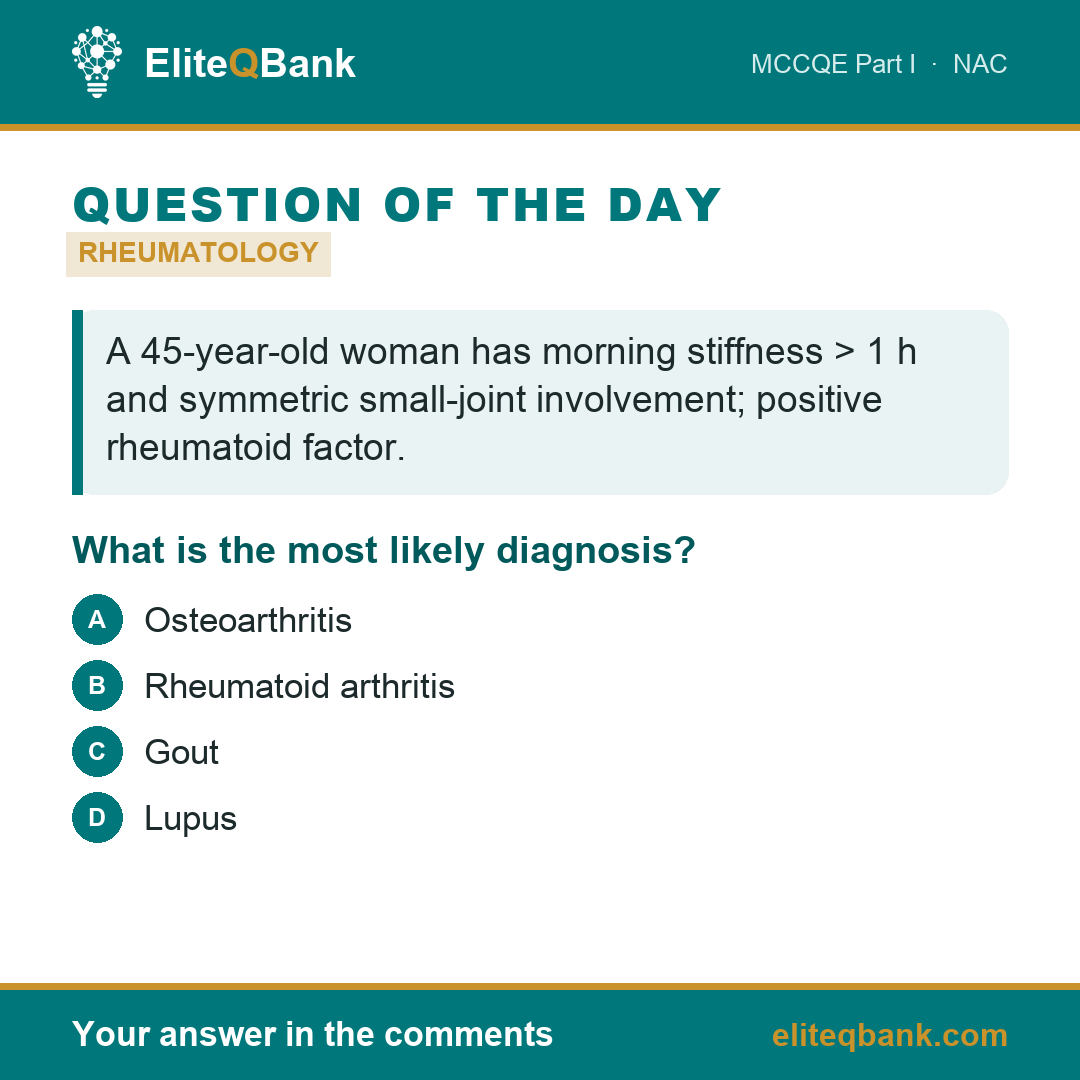 EliteQBank
MCCQE Part I · NAC
QUESTION OF THE DAY
RHEUMATOLOGY
A 45-year-old woman has morning stiffness > 1 h
and symmetric small-joint involvement; positive
rheumatoid factor.
What is the most likely diagnosis?
A Osteoarthritis
B Rheumatoid arthritis
C Gout
D Lupus
Your answer in the comments
eliteqbank.com